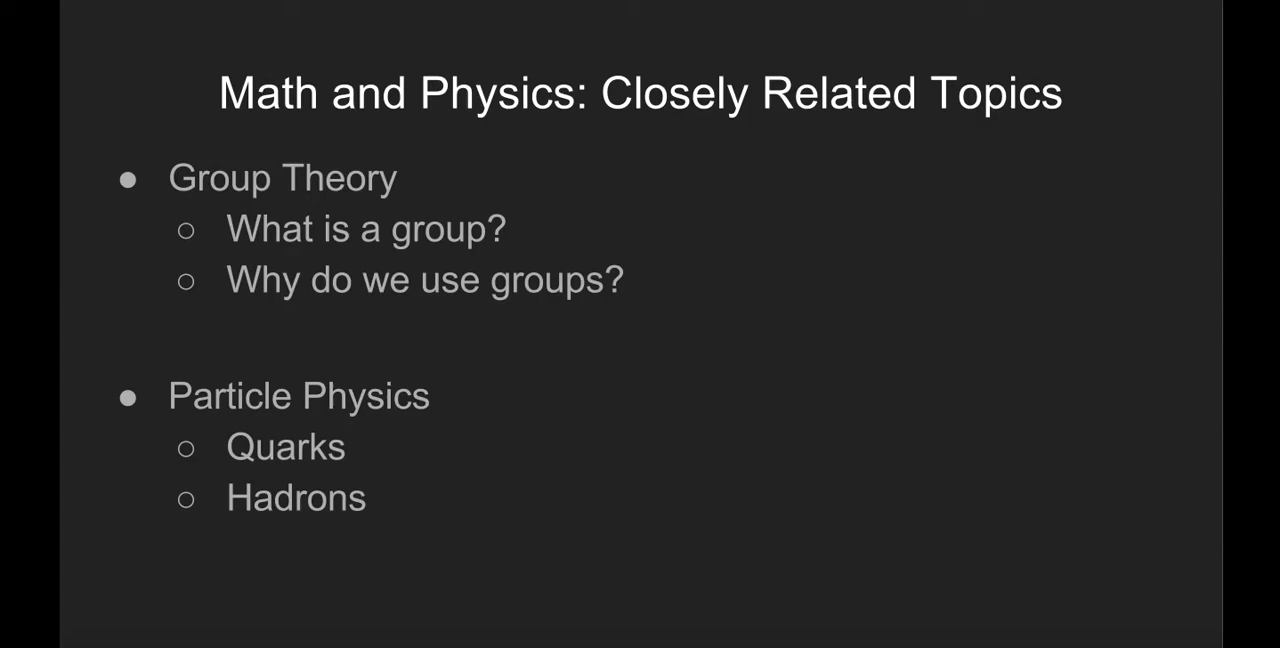 Math and Physics: Closely Related Topics
● Group Theory
○ What is a group?
○ Why do we use groups?
● Particle Physics
○ Quarks
○ Hadrons